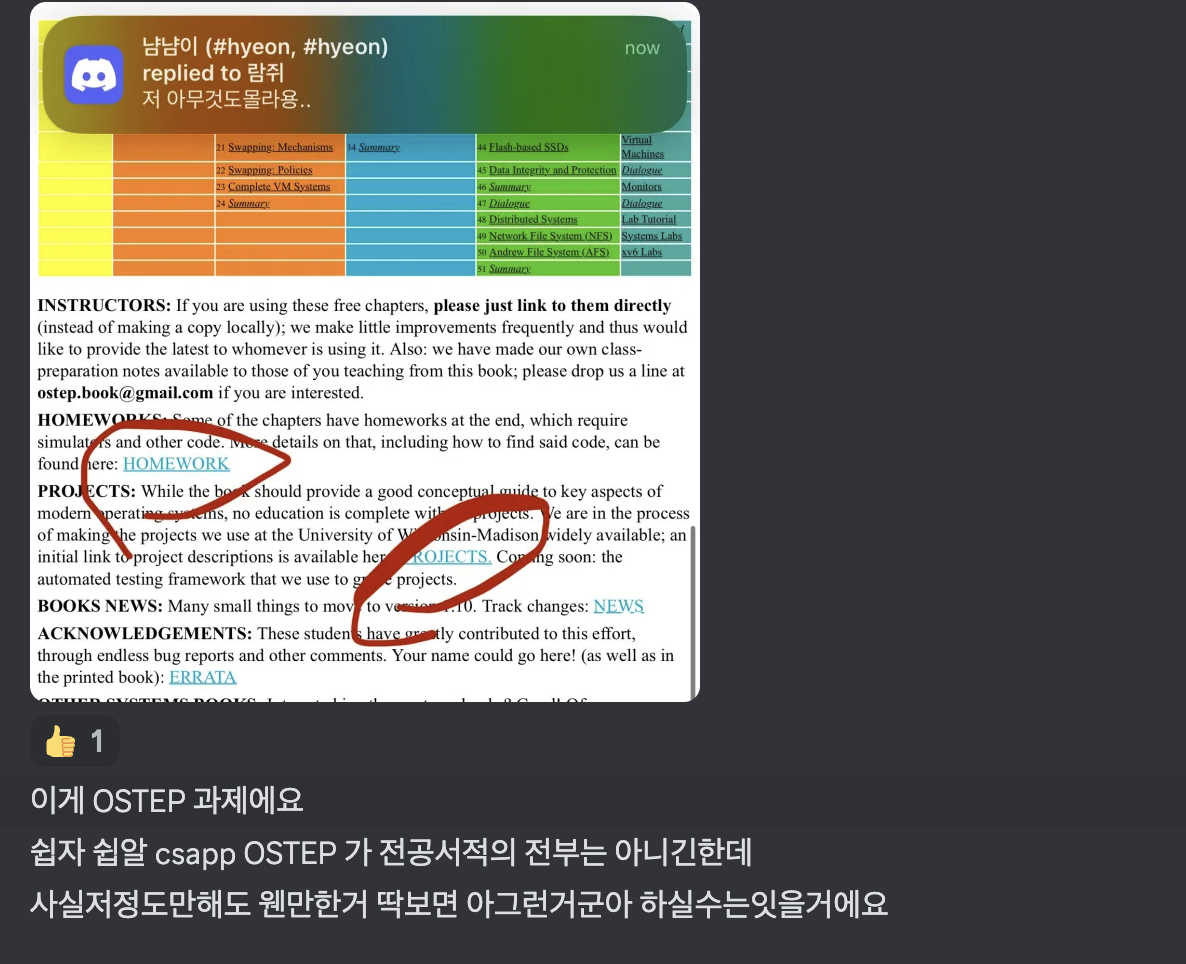 냠냠이 (#hyeon, #hyeon)
now
replied to 람쥐
저 아무것도몰라용..
21 Swapping: Mechanisms 34 Summary 44 Flash-based SSDs Virtual Machines
22 Swapping: Policies 45 Data Integrity and Protection Dialogue
23 Complete VM Systems 46 Summary Monitors
24 Summary 47 Dialogue Dialogue
48 Distributed Systems Lab Tutorial
49 Network File System (NFS) Systems Labs
50 Andrew File System (AFS) xv6 Labs
51 Summary
INSTRUCTORS: If you are using these free chapters, please just link to them directly
(instead of making a copy locally); we make little improvements frequently and thus would
like to provide the latest to whomever is using it. Also: we have made our own class-
preparation notes available to those of you teaching from this book; please drop us a line at
ostep.book@gmail.com if you are interested.
HOMEWORKS: Some of the chapters have homeworks at the end, which require
simulators and other code. More details on that, including how to find said code, can be
found here: HOMEWORK
PROJECTS: While the book should provide a good conceptual guide to key aspects of
modern operating systems, no education is complete without projects. We are in the process
of making the projects we use at the University of Wisconsin-Madison widely available; an
initial link to project descriptions is available here: PROJECTS. Coming soon: the
automated testing framework that we use to grade projects.
BOOKS NEWS: Many small things to move to version 1.10. Track changes: NEWS
ACKNOWLEDGEMENTS: These students have greatly contributed to this effort,
through endless bug reports and other comments. Your name could go here! (as well as in
the printed book): ERRATA
👍 1
이게 OSTEP 과제에요
쉽자 쉽알 csapp OSTEP 가 전공서적의 전부는 아니긴한데
사실저정도만해도 웬만한거 딱보면 아그런거군아 하실수는잇을거에요